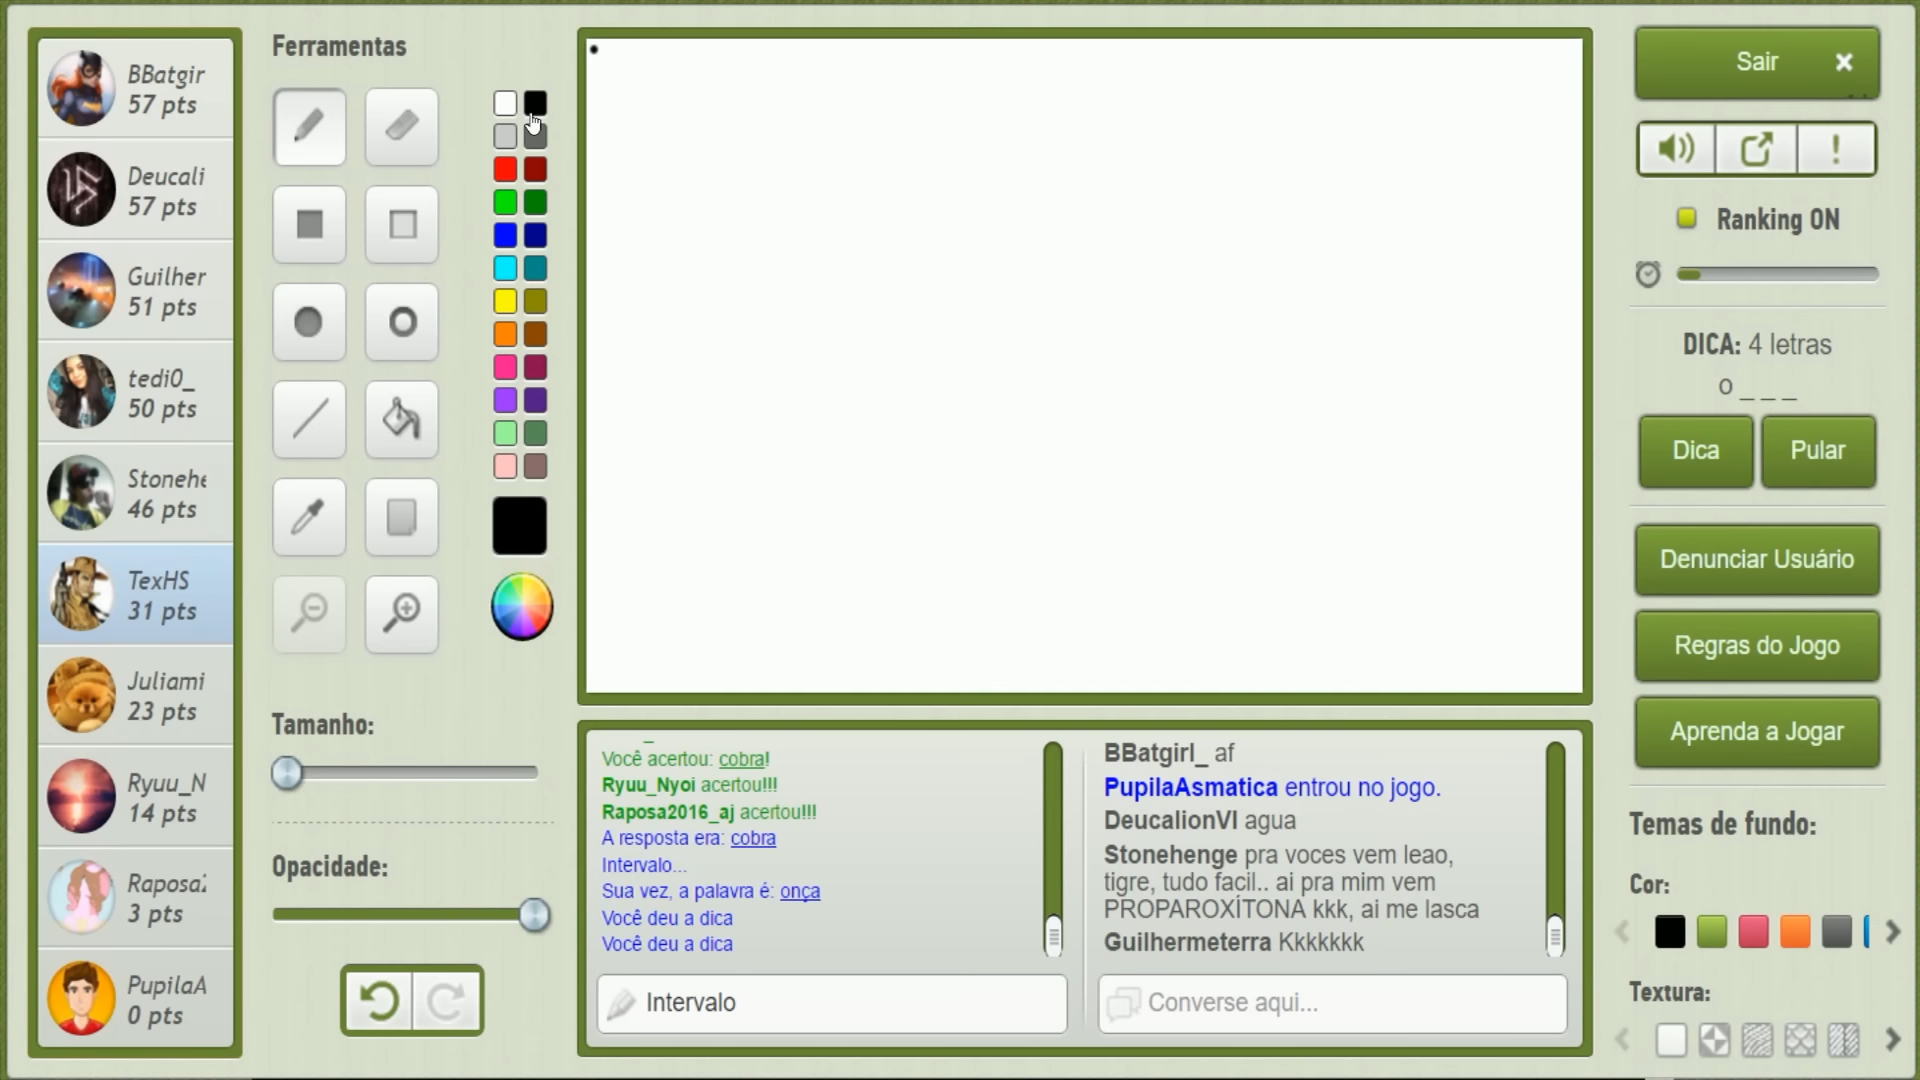 BBatgir
57 pts
Deucali
57 pts
Guilher
51 pts
tedi0_
50 pts
Stonehe
46 pts
TexHS
31 pts
Juliami
23 pts
Ryuu_N
14 pts
Raposa2
3 pts
PupilaA
0 pts
Ferramentas
Tamanho:
Opacidade:
Você acertou: cobra!
Ryuu_Nyoi acertou!!!
Raposa2016_aj acertou!!!
A resposta era: cobra
Intervalo...
Sua vez, a palavra é: onça
Você deu a dica
Você deu a dica
Intervalo
BBatgirl_ af
PupilaAsmatica entrou no jogo.
DeucalionVI agua
Stonehenge pra voces vem leao,
tigre, tudo facil.. ai pra mim vem
PROPAROXÍTONA kkk, ai me lasca
Guilhermeterra Kkkkkkk
Converse aqui...
Sair
Ranking ON
DICA: 4 letras
o _ _ _
Dica
Pular
Denunciar Usuário
Regras do Jogo
Aprenda a Jogar
Temas de fundo:
Cor:
Textura: